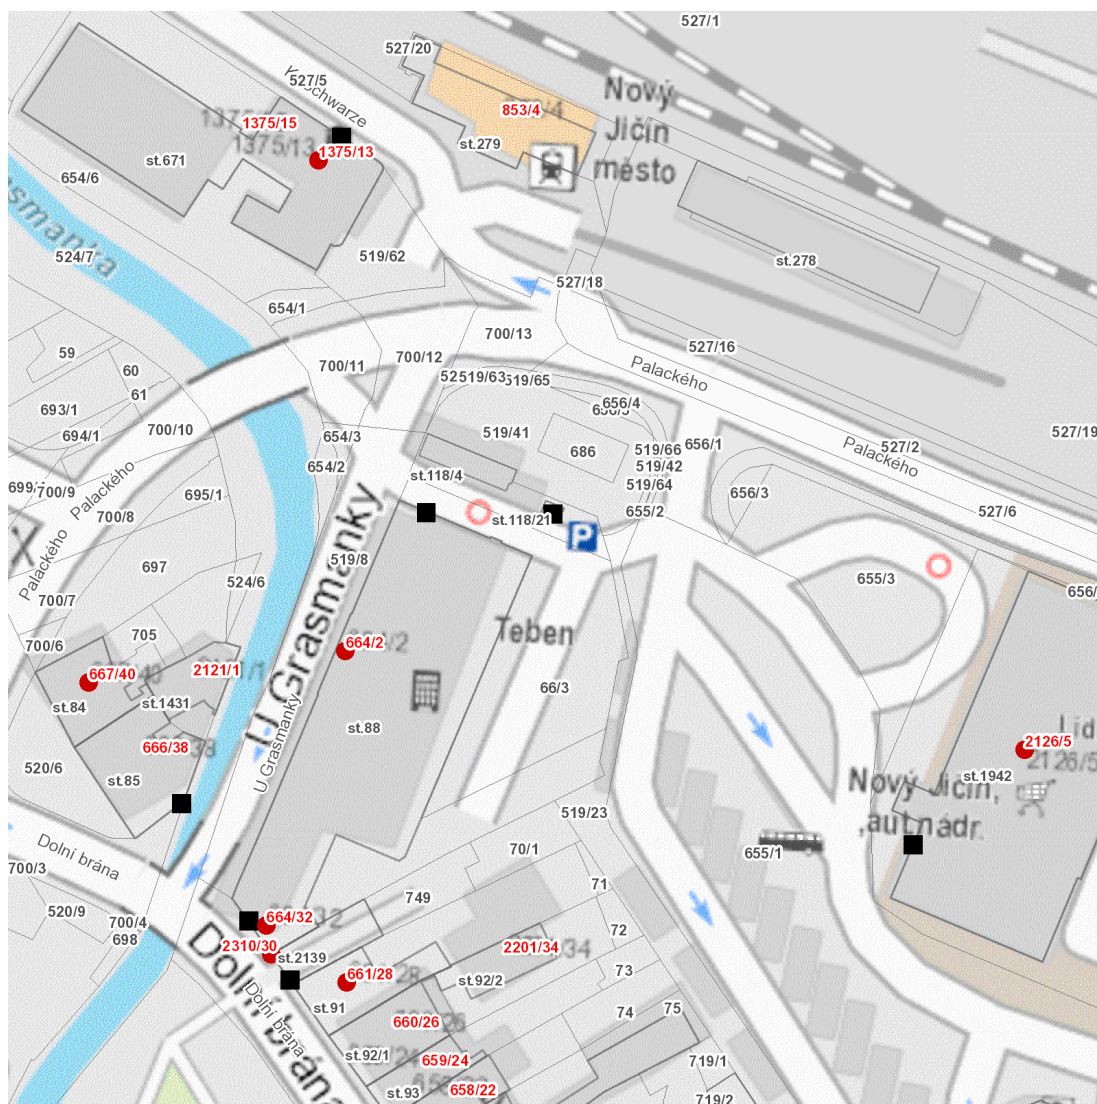 527/1
527/20
527/5
K Schwarze
Nový
Jičín
město
853/4
1375/15
1375/13
1375/13
st.279
st.671
654/6
asmanka
524/7
519/62
st.278
527/18
654/1
700/13
527/16
Palackého
59
60
61
700/11
700/12
519/63
519/65
656/4
693/1
694/1
700/10
654/3
519/41
686
519/66
656/1
527/2
527/19
Palackého
654/2
519/42
st.118/4
519/64
700/9
Palackého
695/1
656/3
700/8
st.118/21
P
655/2
527/6
697
524/6
519/8
U Grasmanky
655/3
Palackého
700/7
705
700/6
664/2
Teben
667/40
2121/1
66/3
st.84
st.1431
st.88
666/38
U Grasmanky
2126/5
2126/5
520/6
st.85
st.1942
Nový Jičín,
,aut.nádr.
519/23
Dolní brána
70/1
655/1
700/3
71
749
520/9
700/4
698
664/32
72
2310/30
st.2139
2201/34
73
661/28
st.92/2
st.91
Dolní brána
Dolní brána
74
75
660/26
st.92/1
659/24
719/1
st.93
658/22
719/2